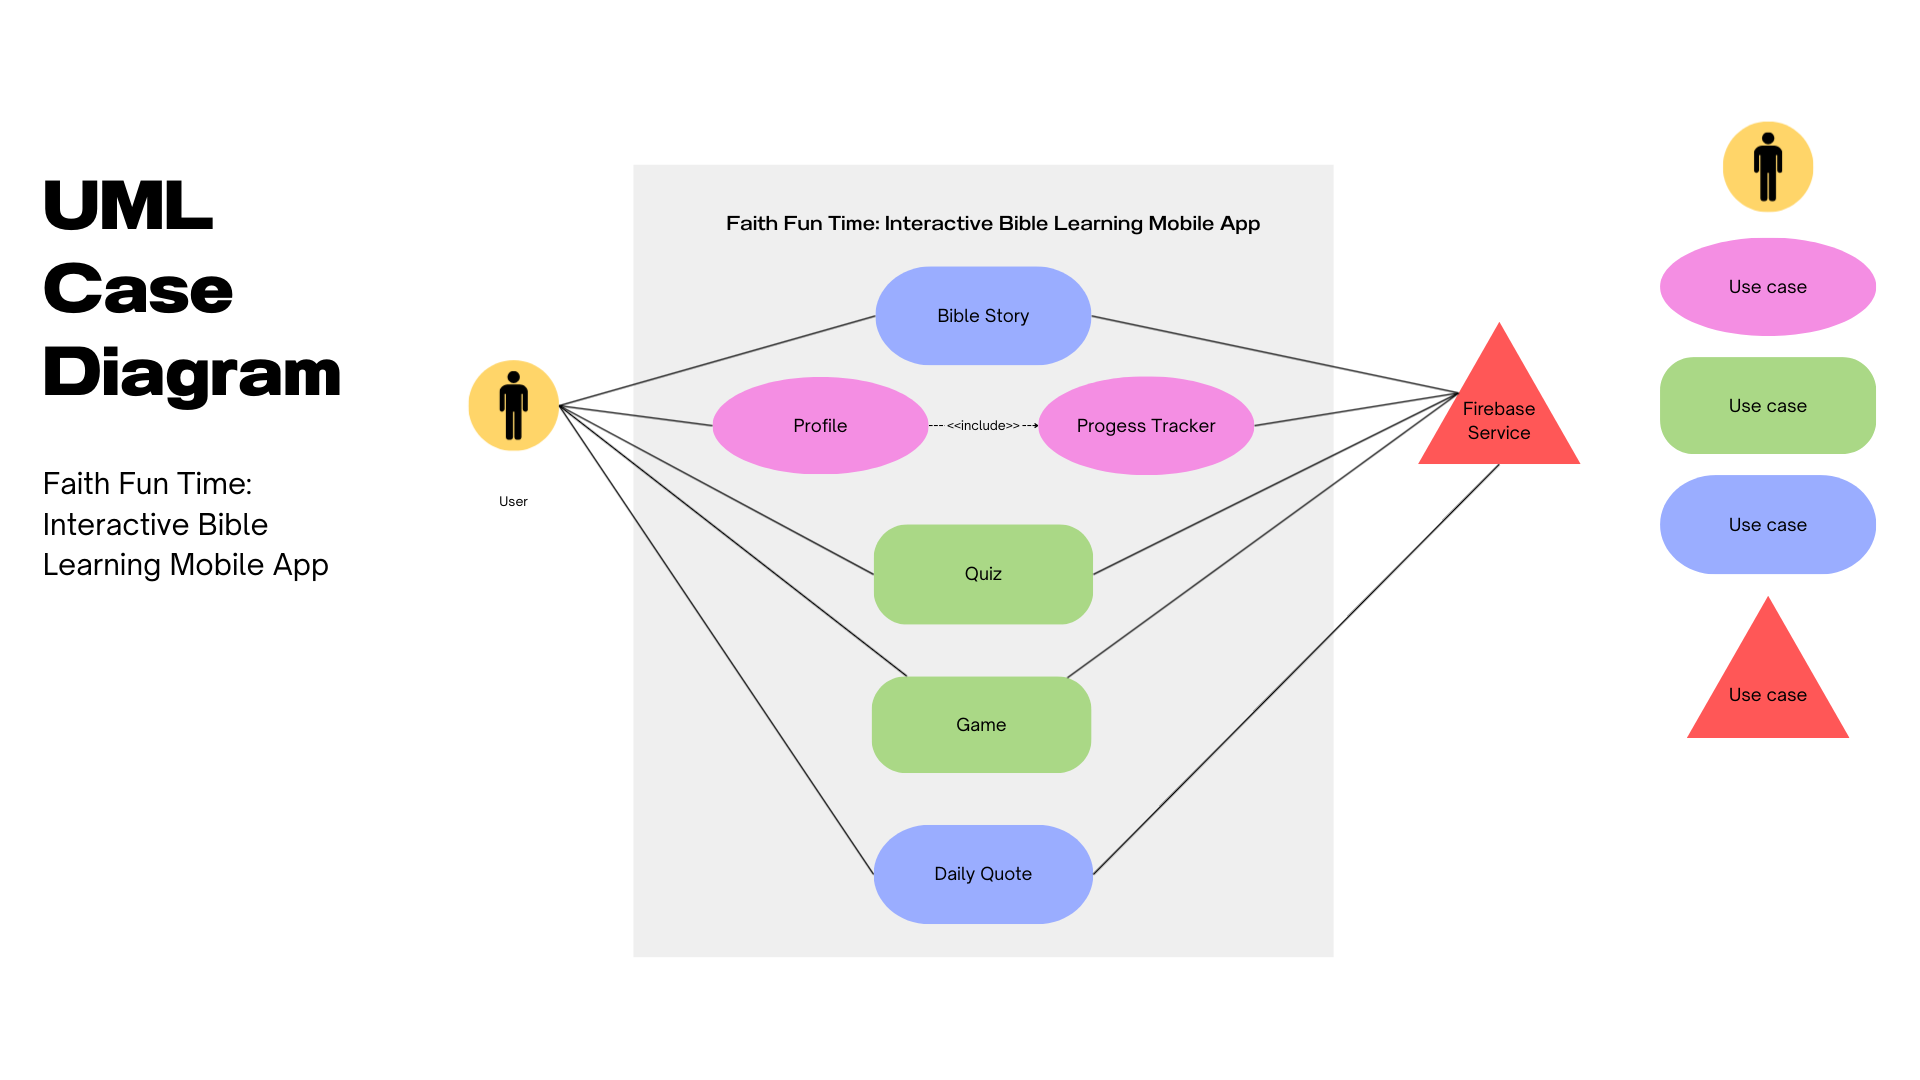 UML
Case
Diagram
Faith Fun Time:
Interactive Bible
Learning Mobile App
User
Faith Fun Time: Interactive Bible Learning Mobile App
Bible Story
Profile
<<include>>
Progess Tracker
Quiz
Game
Daily Quote
Firebase
Service
Use case
Use case
Use case
Use case